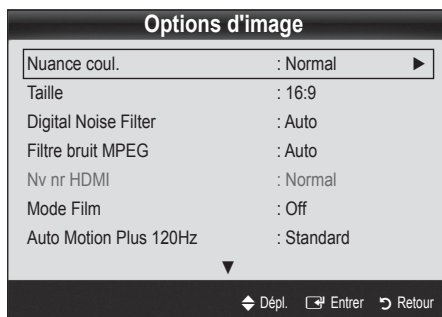 Options d'image
Nuance coul. : Normal ►
Taille : 16:9
Digital Noise Filter : Auto
Filtre bruit MPEG : Auto
Nv nr HDMI : Normal
Mode Film : Off
Auto Motion Plus 120Hz : Standard
▼
Dépl. Entrer Retour